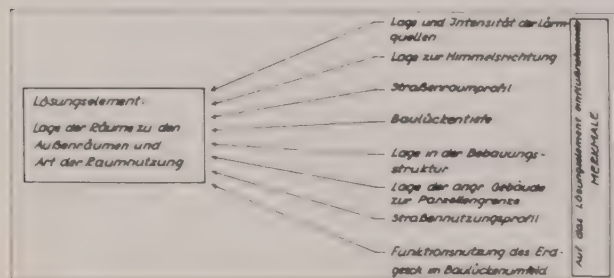 Lösungselement:
Lage der Räume zu den
Außenräumen und
Art der Raumnutzung
Lage und Intensität der Lärm-
quellen
Lage zur Himmelsrichtung
Straßenraumprofil
Baulückentiefe
Lage in der Bebauungs-
struktur
Lage der angr. Gebäude
zur Parzellengrenze
Straßennutzungsprofil
Funktionsnutzung des Erd-
gesch. im Baulückenumfeld
Auf das Lösungselement einflußnehmende
MERKMALE